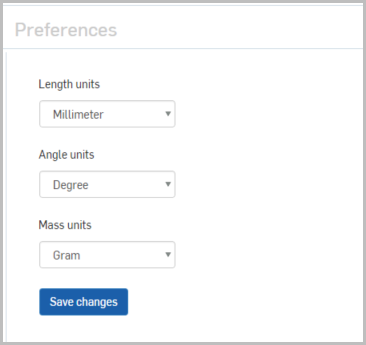 Preferences
Length units
Millimeter
Angle units
Degree
Mass units
Gram
Save changes